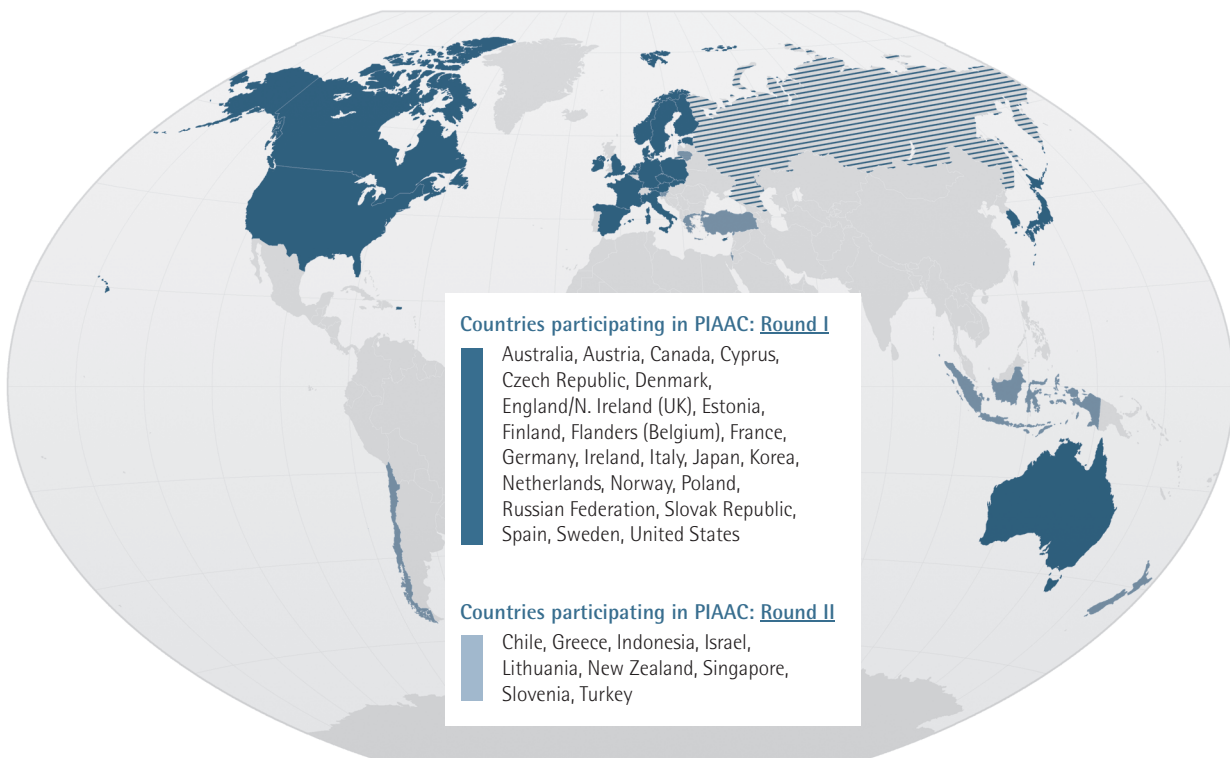 Countries participating in PIAAC: Round I
Australia, Austria, Canada, Cyprus,
Czech Republic, Denmark,
England/N. Ireland (UK), Estonia,
Finland, Flanders (Belgium), France,
Germany, Ireland, Italy, Japan, Korea,
Netherlands, Norway, Poland,
Russian Federation, Slovak Republic,
Spain, Sweden, United States
Countries participating in PIAAC: Round II
Chile, Greece, Indonesia, Israel,
Lithuania, New Zealand, Singapore,
Slovenia, Turkey